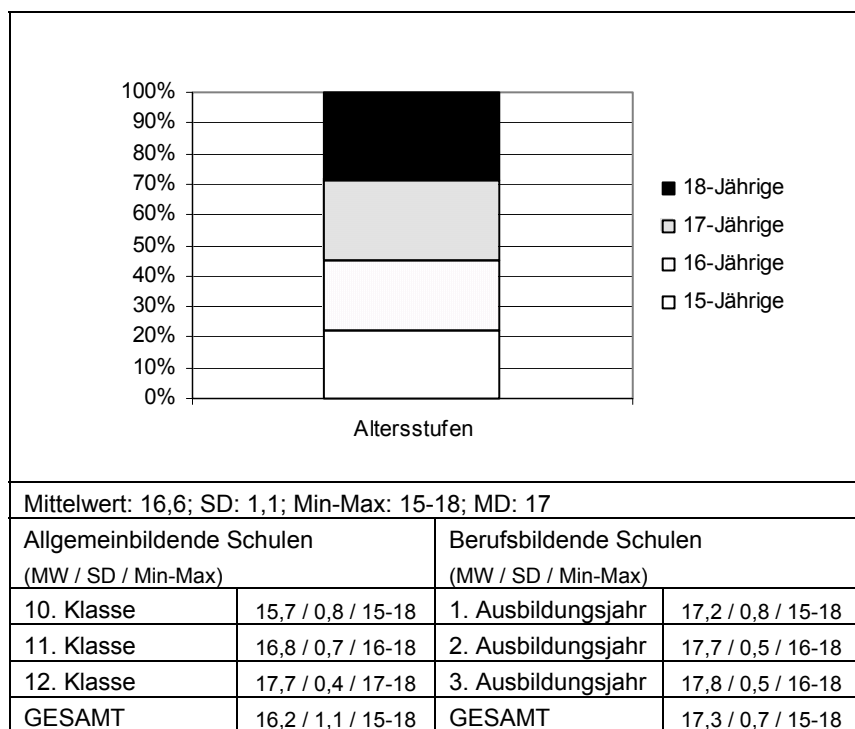 100%
90%
80%
70%
60%
50%
40%
30%
20%
10%
0%
Altersstufen
18-Jährige
17-Jährige
16-Jährige
15-Jährige
Mittelwert: 16,6; SD: 1,1; Min-Max: 15-18; MD: 17
Allgemeinbildende Schulen
(MW / SD / Min-Max)
Berufsbildende Schulen
(MW / SD / Min-Max)
10. Klasse 15,7 / 0,8 / 15-18 1. Ausbildungsjahr 17,2 / 0,8 / 15-18
11. Klasse 16,8 / 0,7 / 16-18 2. Ausbildungsjahr 17,7 / 0,5 / 16-18
12. Klasse 17,7 / 0,4 / 17-18 3. Ausbildungsjahr 17,8 / 0,5 / 16-18
GESAMT 16,2 / 1,1 / 15-18 GESAMT 17,3 / 0,7 / 15-18